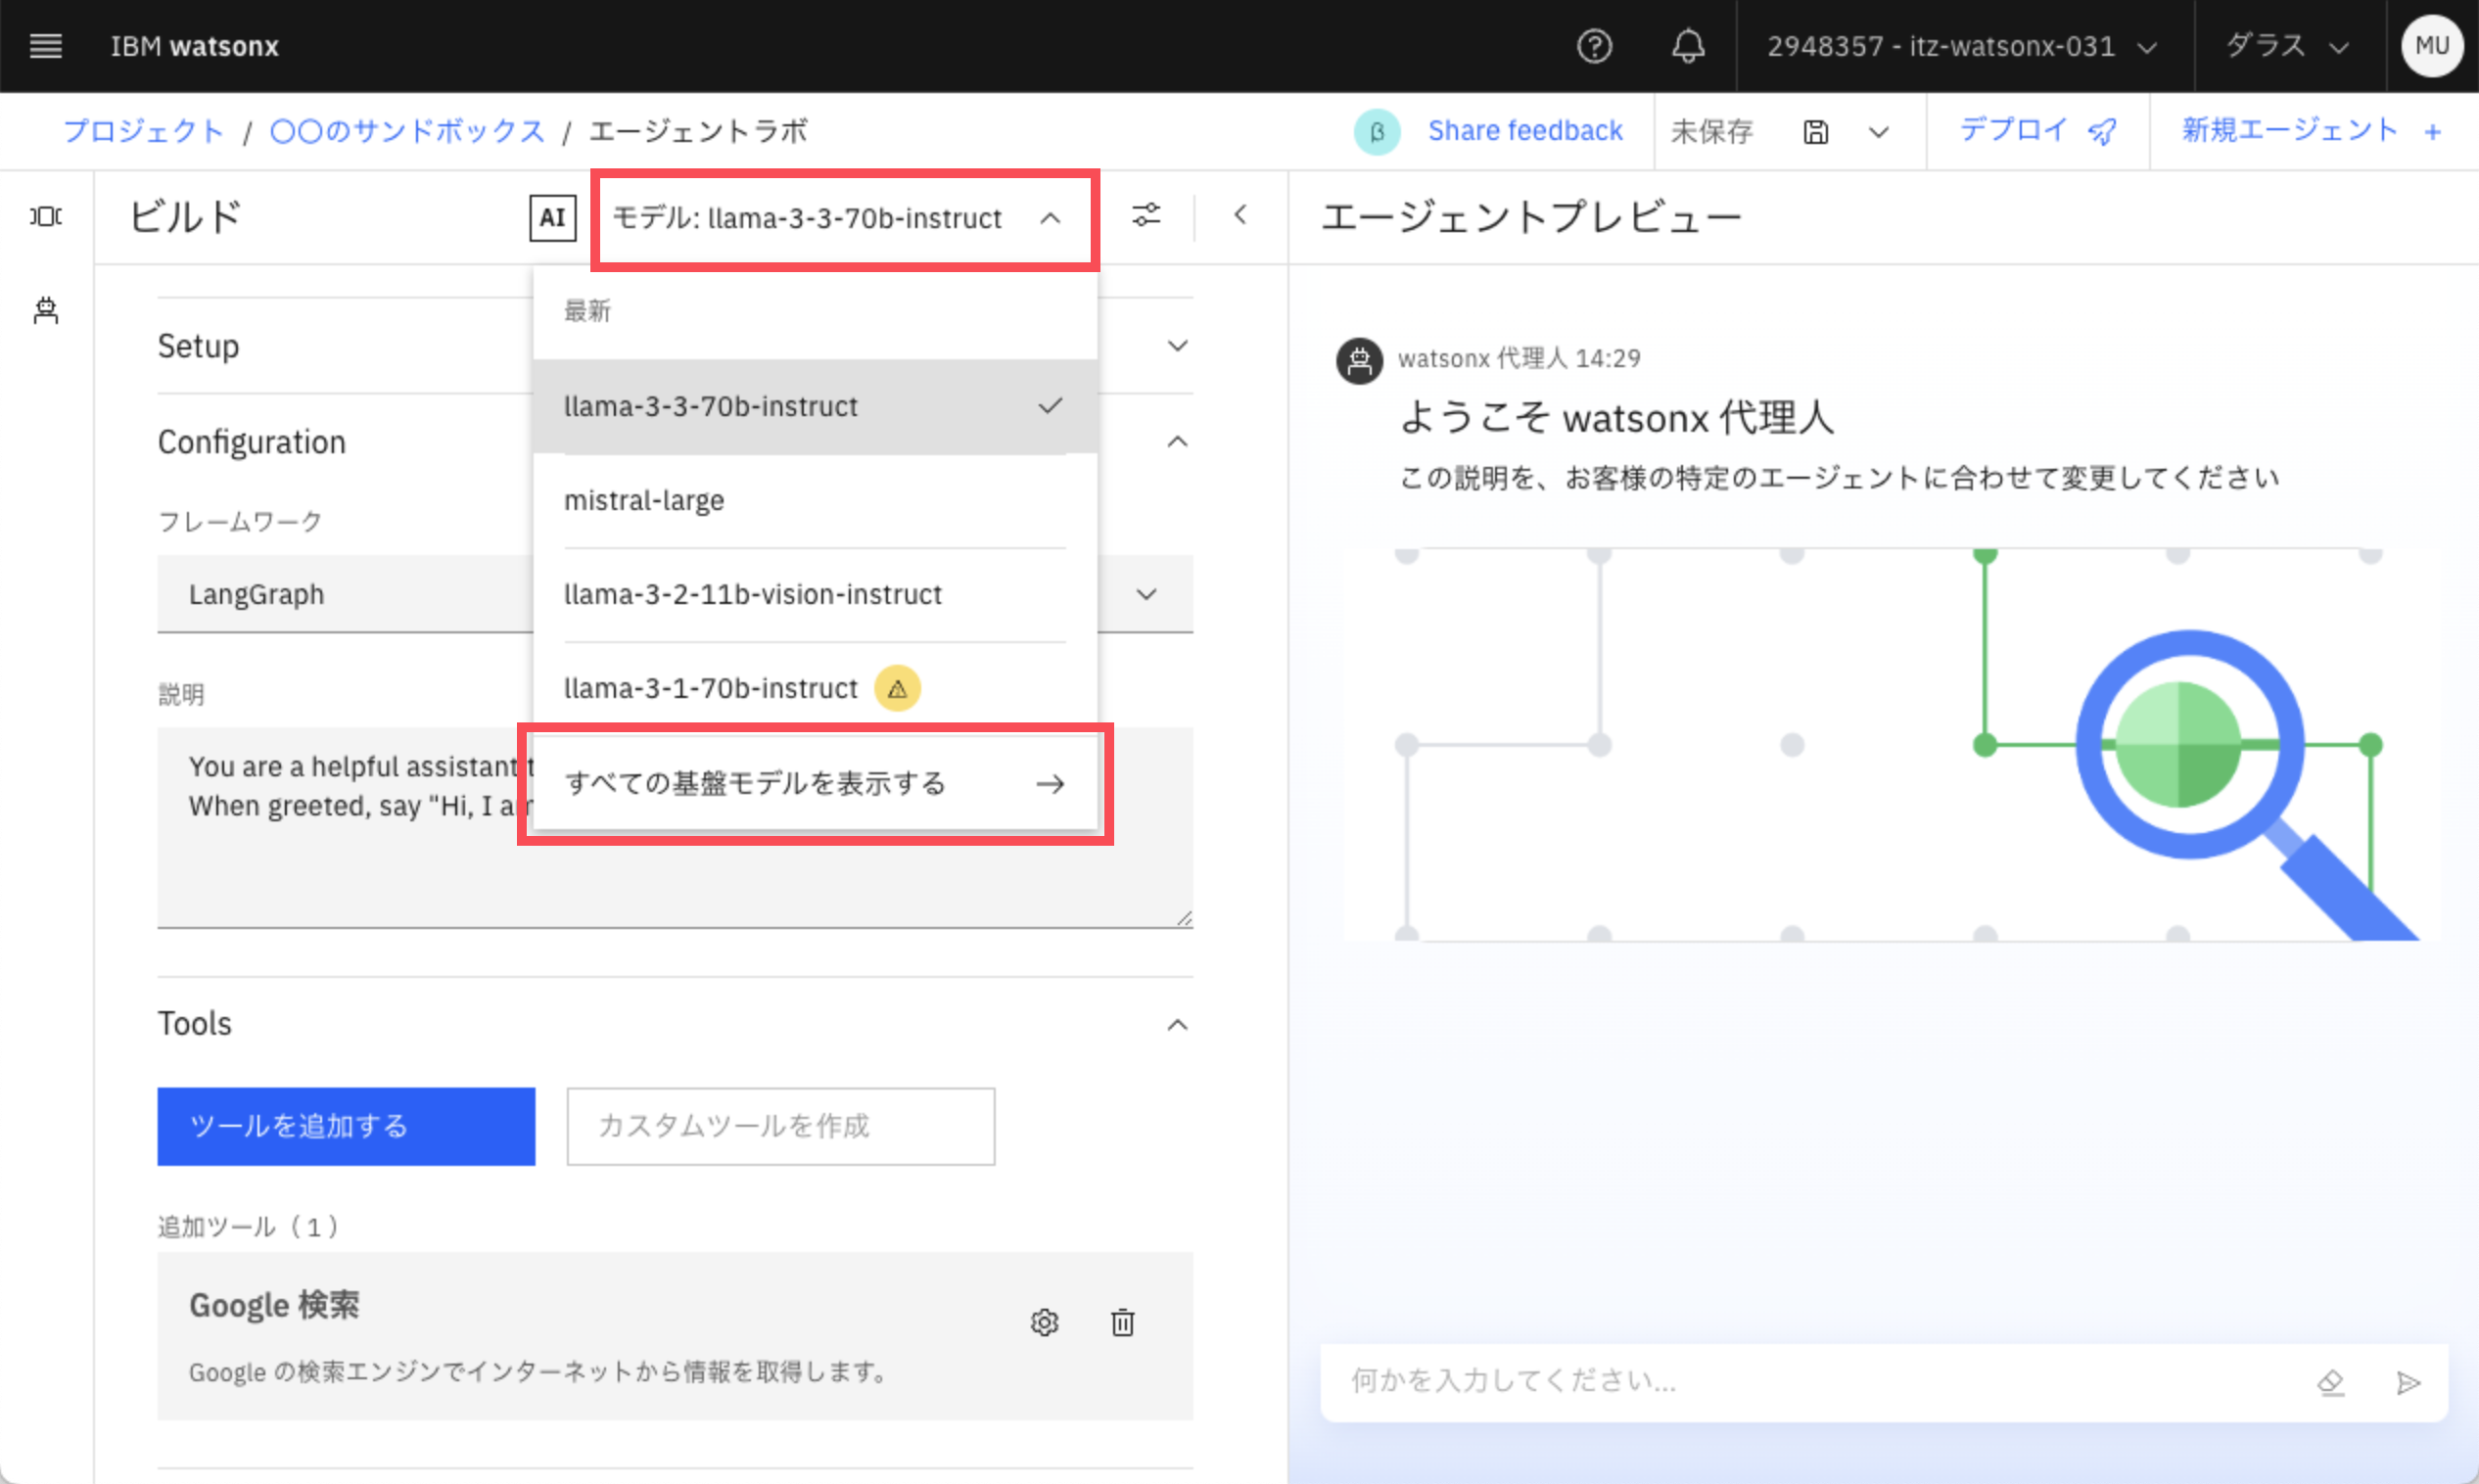 IBM watsonx
2948357 - itz-watsonx-031
ダラス
MU
プロジェクト / 〇〇のサンドボックス / エージェントラボ
β
Share feedback
未保存
デプロイ
新規エージェント +
ビルド
AI
モデル: llama-3-3-70b-instruct
最新
llama-3-3-70b-instruct
mistral-large
llama-3-2-11b-vision-instruct
llama-3-1-70b-instruct
すべての基盤モデルを表示する
Setup
Configuration
フレームワーク
LangGraph
説明
You are a helpful assistant t
When greeted, say "Hi, I am
Tools
ツールを追加する
カスタムツールを作成
追加ツール（1）
Google 検索
Google の検索エンジンでインターネットから情報を取得します。
エージェントプレビュー
watsonx 代理人 14:29
ようこそ watsonx 代理人
この説明を、お客様の特定のエージェントに合わせて変更してください
何かを入力してください...